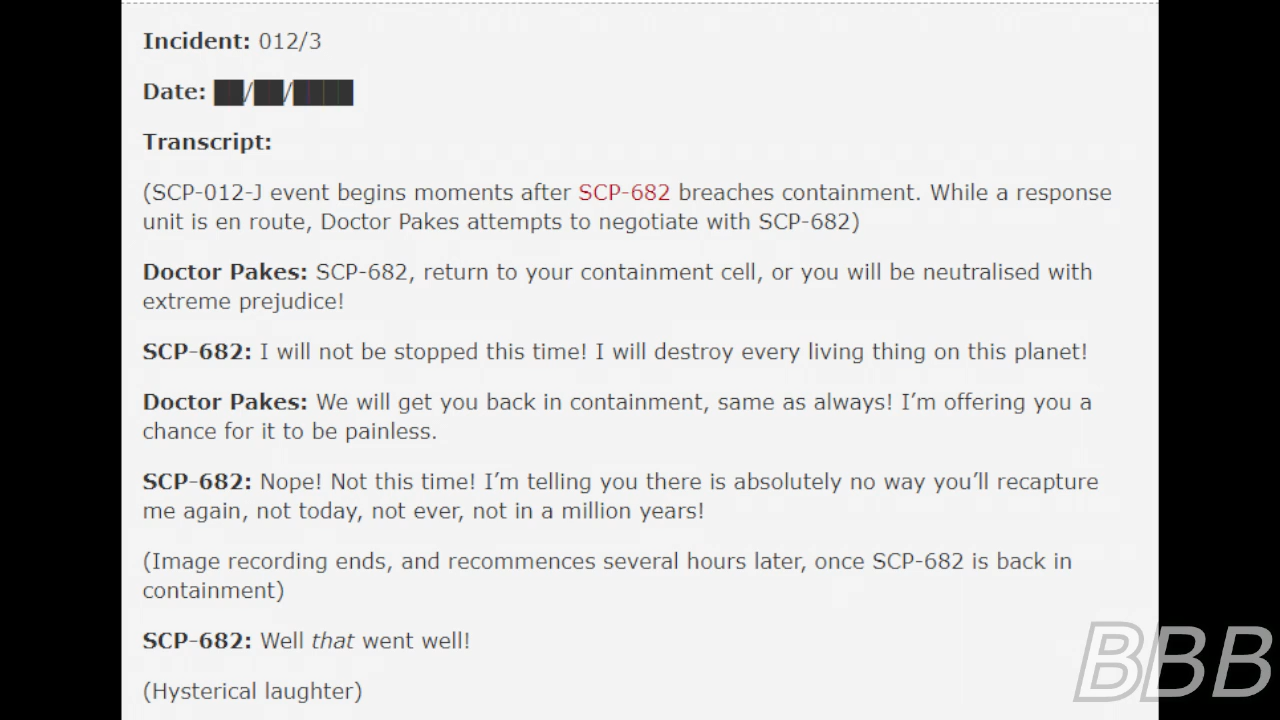 Incident: 012/3
Date: ██/██/████
Transcript:
(SCP-012-J event begins moments after SCP-682 breaches containment. While a response
unit is en route, Doctor Pakes attempts to negotiate with SCP-682)
Doctor Pakes: SCP-682, return to your containment cell, or you will be neutralised with
extreme prejudice!
SCP-682: I will not be stopped this time! I will destroy every living thing on this planet!
Doctor Pakes: We will get you back in containment, same as always! I’m offering you a
chance for it to be painless.
SCP-682: Nope! Not this time! I’m telling you there is absolutely no way you’ll recapture
me again, not today, not ever, not in a million years!
(Image recording ends, and recommences several hours later, once SCP-682 is back in
containment)
SCP-682: Well that went well!
(Hysterical laughter)
BBB